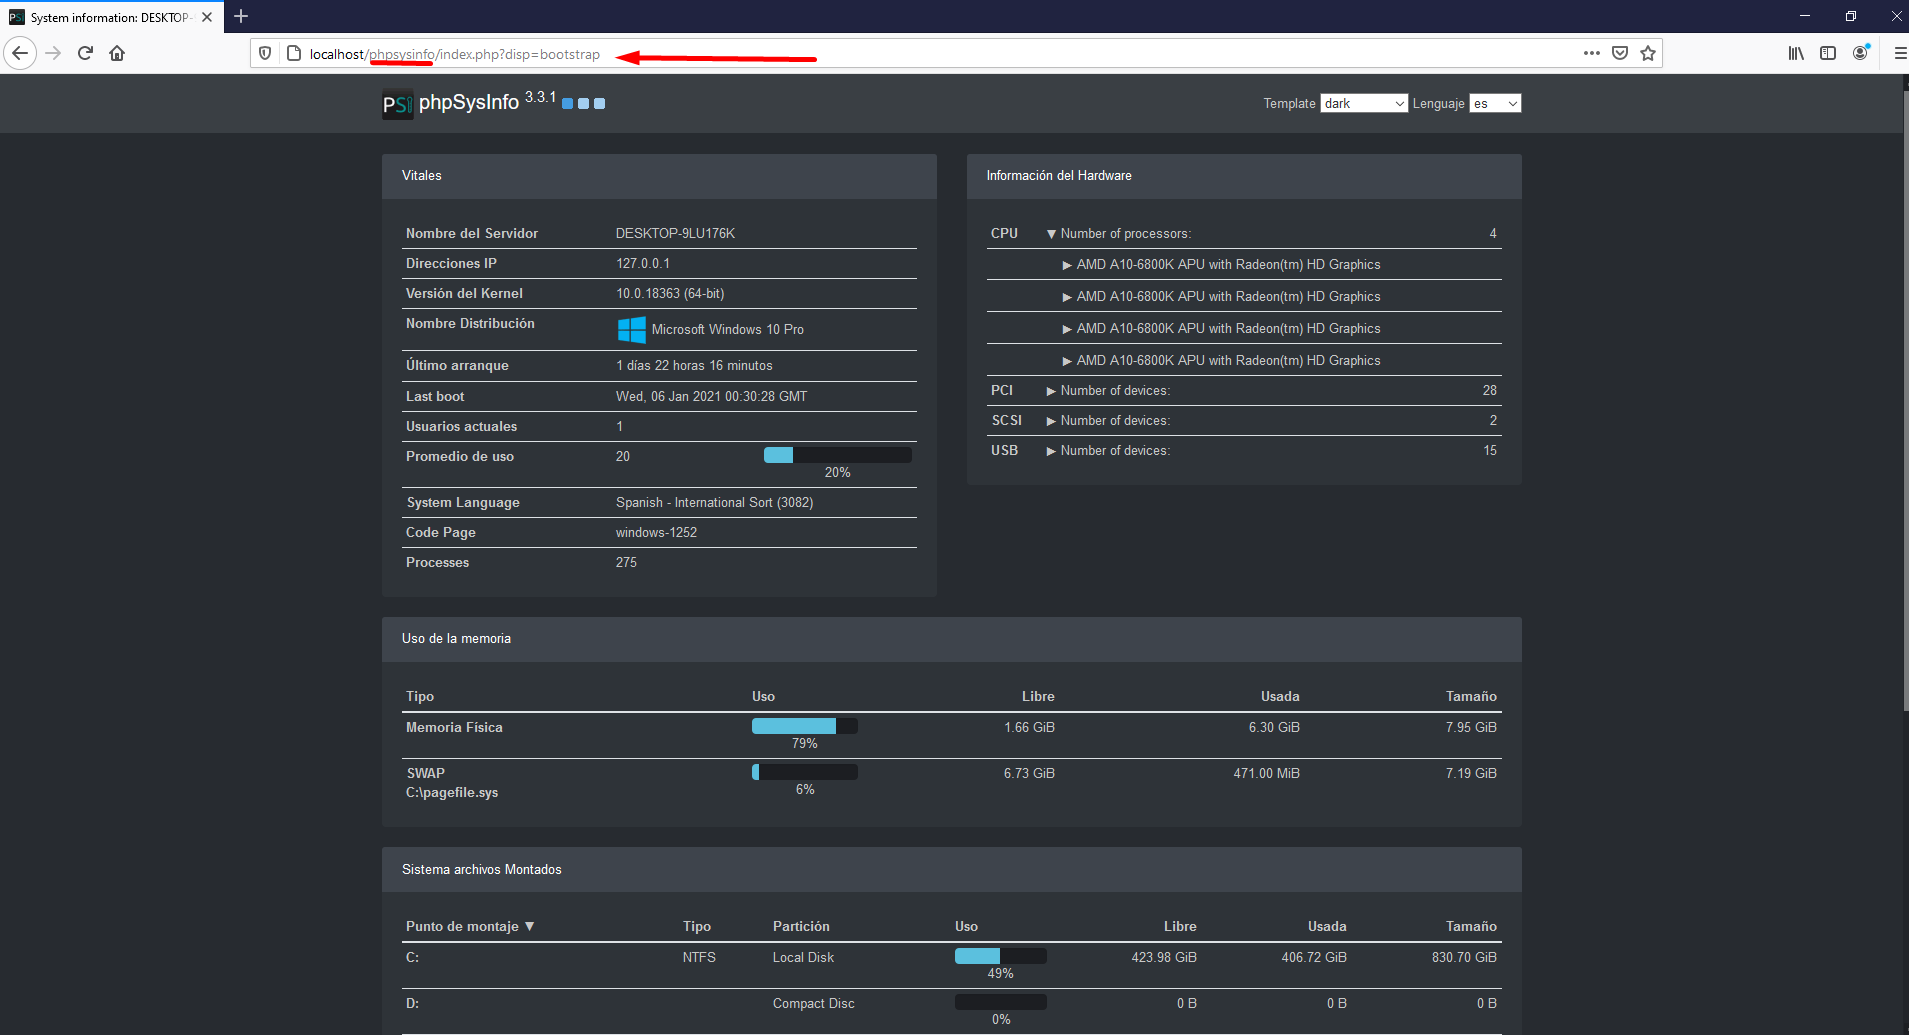 System information: DESKTOP-
localhost/phpsysinfo/index.php?disp=bootstrap
PSi phpSysInfo 3.3.1
Template dark Lenguaje es
Vitales
Nombre del Servidor DESKTOP-9LU176K
Direcciones IP 127.0.0.1
Versión del Kernel 10.0.18363 (64-bit)
Nombre Distribución Microsoft Windows 10 Pro
Último arranque 1 días 22 horas 16 minutos
Last boot Wed, 06 Jan 2021 00:30:28 GMT
Usuarios actuales 1
Promedio de uso 20
20%
System Language Spanish - International Sort (3082)
Code Page windows-1252
Processes 275
Información del Hardware
CPU ▼ Number of processors: 4
▶ AMD A10-6800K APU with Radeon(tm) HD Graphics
▶ AMD A10-6800K APU with Radeon(tm) HD Graphics
▶ AMD A10-6800K APU with Radeon(tm) HD Graphics
▶ AMD A10-6800K APU with Radeon(tm) HD Graphics
PCI ▶ Number of devices: 28
SCSI ▶ Number of devices: 2
USB ▶ Number of devices: 15
Uso de la memoria
Tipo Uso Libre Usada Tamaño
Memoria Física 1.66 GiB 6.30 GiB 7.95 GiB
79%
SWAP 6.73 GiB 471.00 MiB 7.19 GiB
C:\pagefile.sys 6%
Sistema archivos Montados
Punto de montaje ▼ Tipo Partición Uso Libre Usada Tamaño
C: NTFS Local Disk 423.98 GiB 406.72 GiB 830.70 GiB
49%
D: Compact Disc 0 B 0 B 0 B
0%